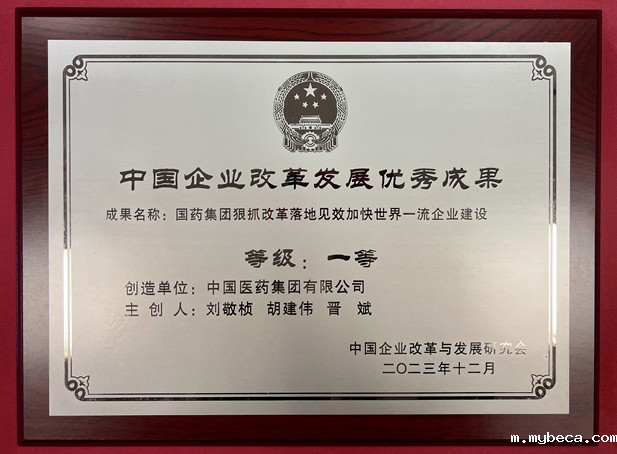 中国企业改革发展优秀成果
成果名称：国药集团狠抓改革落地见效加快世界一流企业建设
等级：一等
创造单位：中国医药集团有限公司
主创人：刘敬桢 胡建伟 晋斌
中国企业改革与发展研究会
二〇二三年十二月
m.mybeca.com